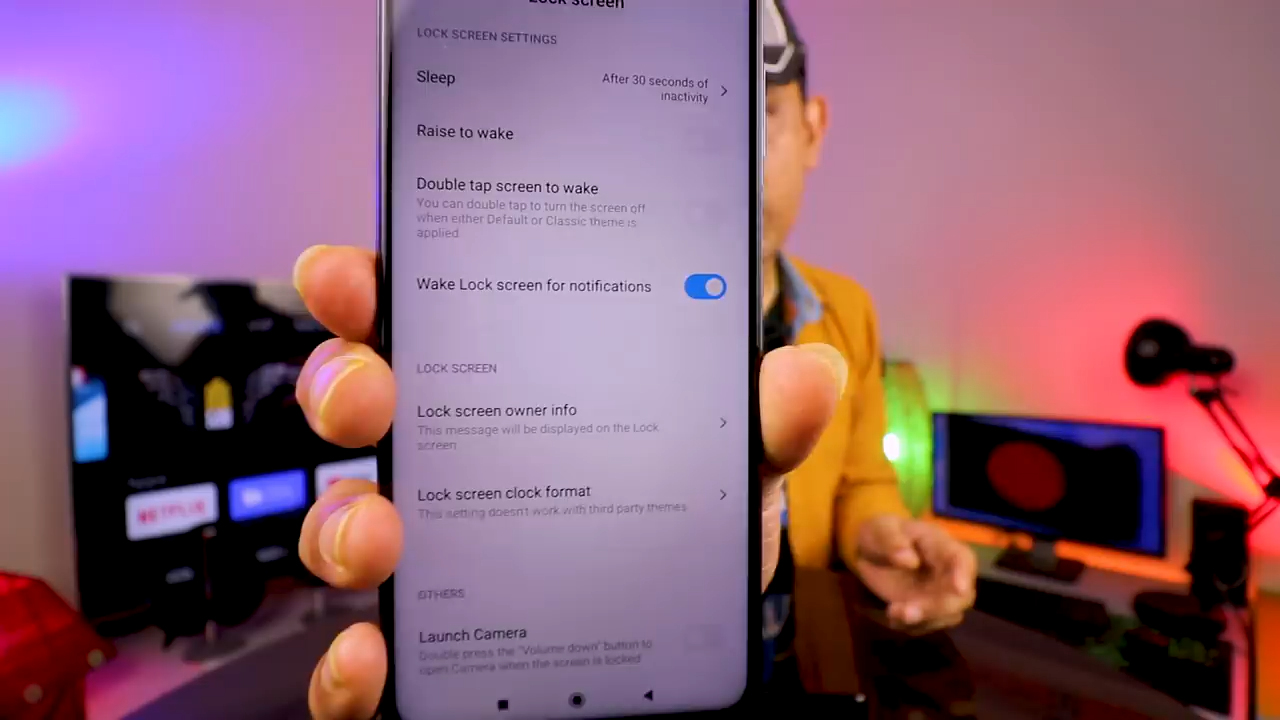 Lock screen
LOCK SCREEN SETTINGS
Sleep
After 30 seconds of
inactivity
Raise to wake
Double tap screen to wake
You can double tap to turn the screen off
when either Default or Classic theme is
applied.
Wake Lock screen for notifications
LOCK SCREEN
Lock screen owner info
This message will be displayed on the Lock
screen
Lock screen clock format
This setting doesn't work with third party themes
OTHERS
Launch Camera
Double press the "Volume down" button to
open Camera when the screen is locked
NETFLIX